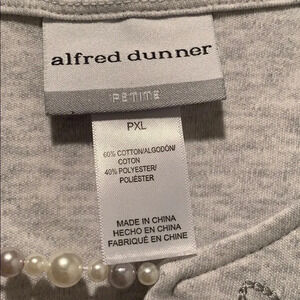 alfred dunner
PETITE
PXL
60% COTTON/ALGODÓN/
COTON
40% POLYESTER/
POLIÉSTER
MADE IN CHINA
HECHO EN CHINA
FABRIQUÉ EN CHINE